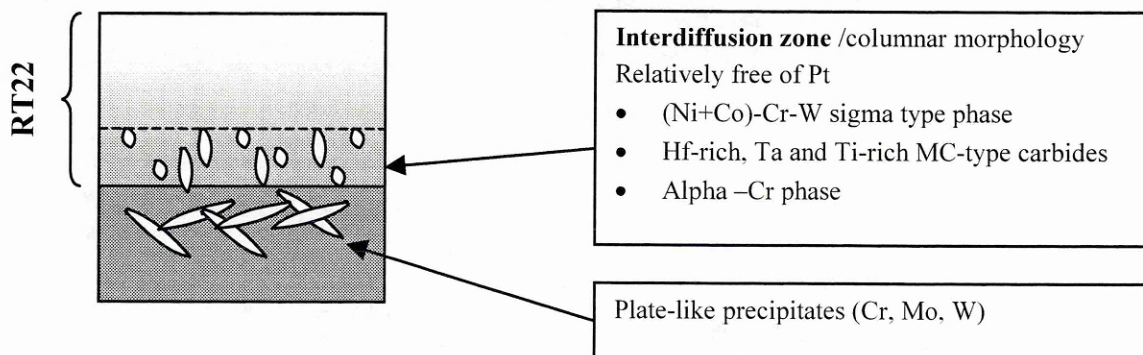 RT22
Interdiffusion zone /columnar morphology
Relatively free of Pt
• (Ni+Co)-Cr-W sigma type phase
• Hf-rich, Ta and Ti-rich MC-type carbides
• Alpha –Cr phase
Plate-like precipitates (Cr, Mo, W)